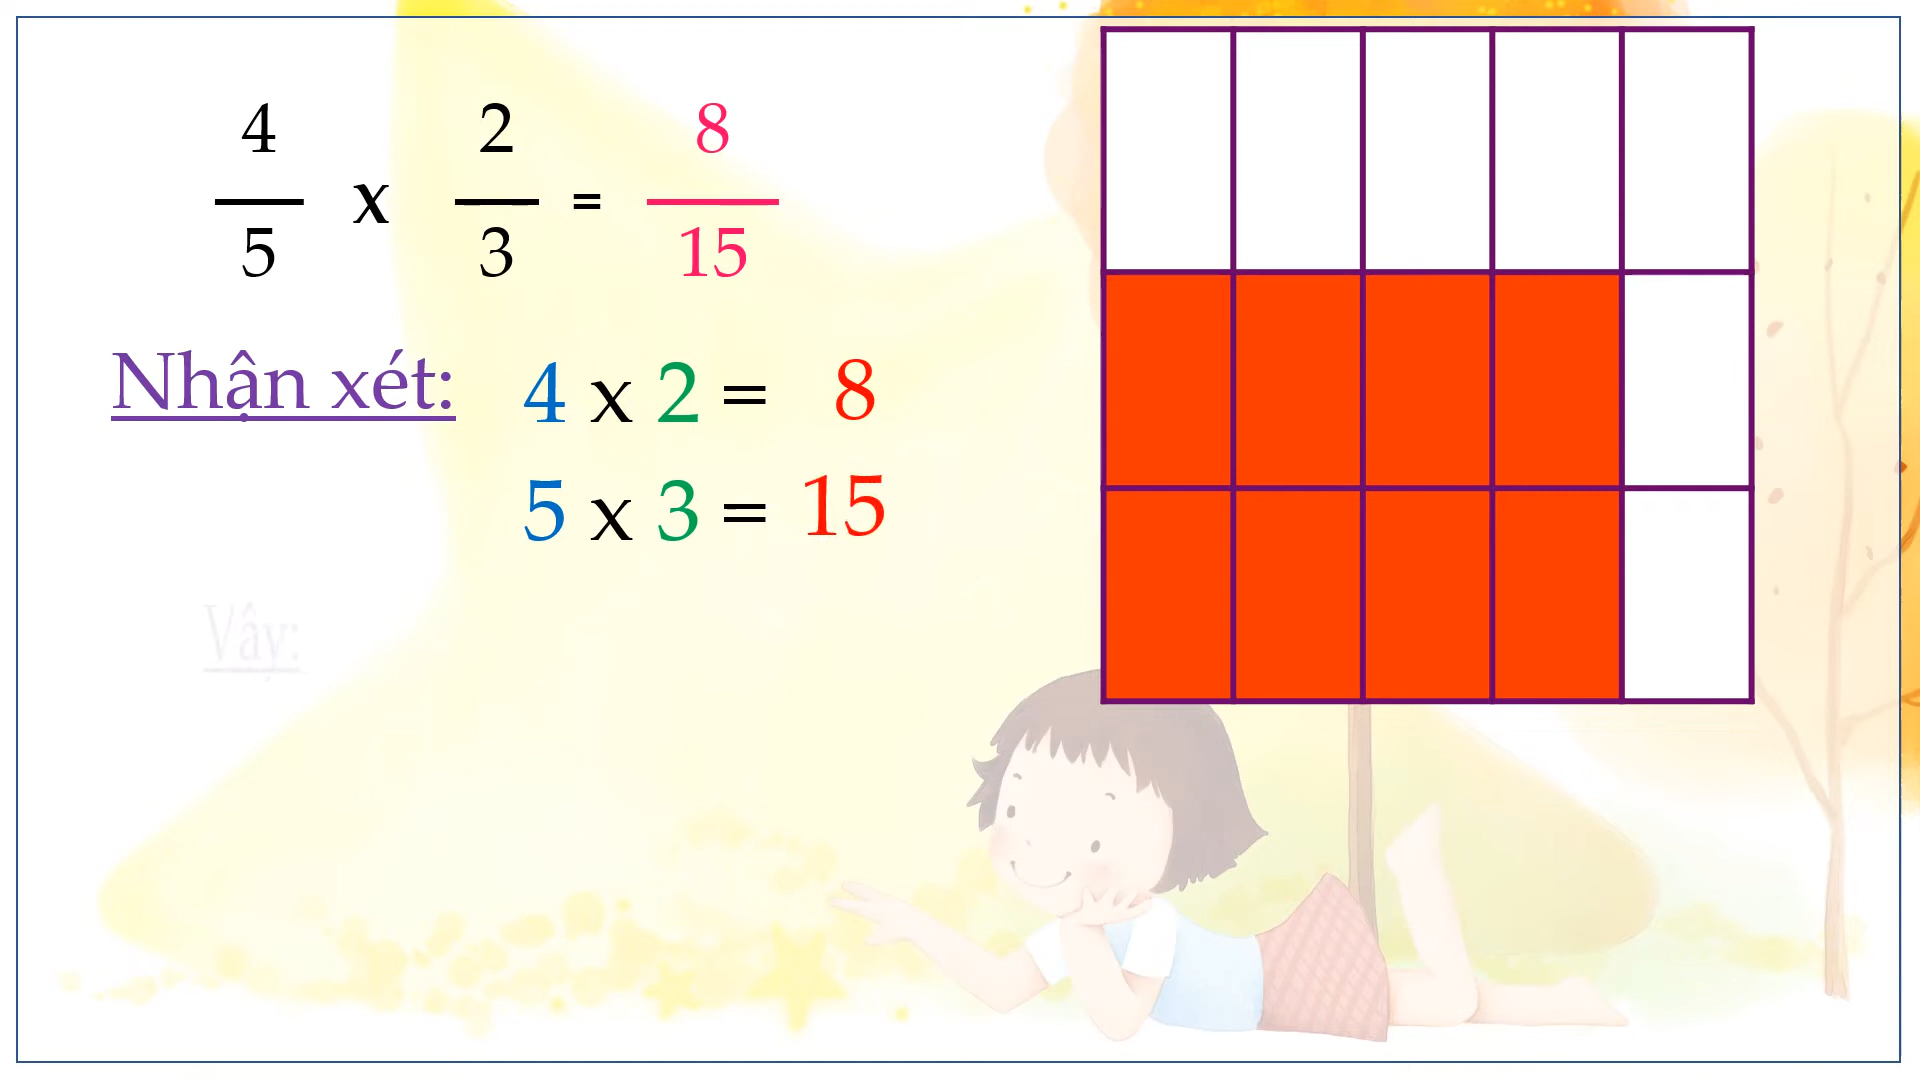 4/5 x 2/3 = 8/15
Nhận xét: 4 x 2 = 8
5 x 3 = 15
Vậy: